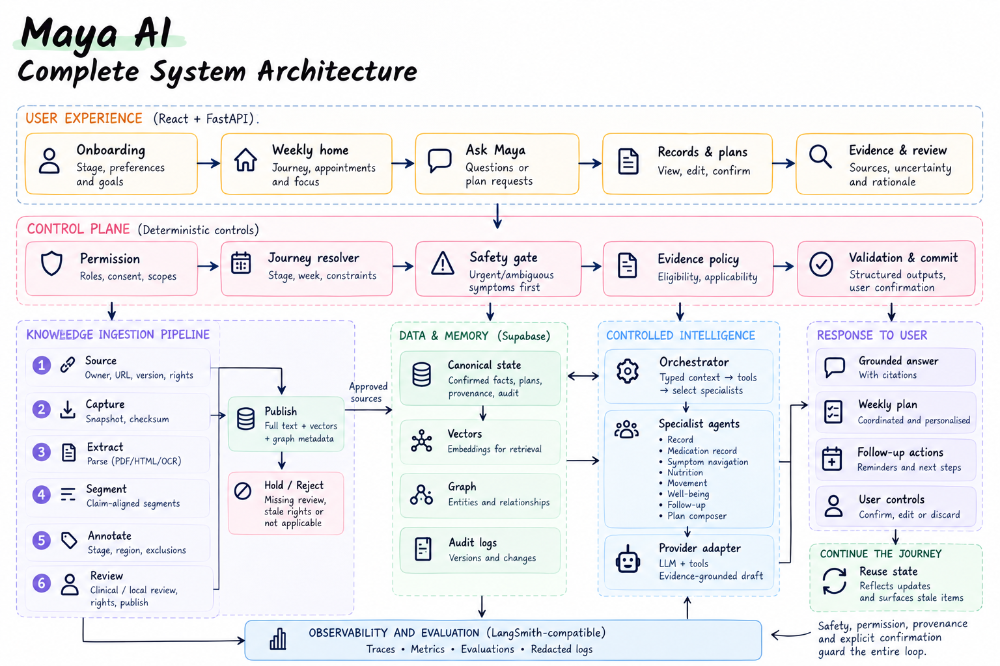 Maya AI
Complete System Architecture
USER EXPERIENCE (React + FastAPI).
Onboarding
Stage, preferences
and goals
Weekly home
Journey, appointments
and focus
Ask Maya
Questions or
plan requests
Records & plans
View, edit, confirm
Evidence & review
Sources, uncertainty
and rationale
CONTROL PLANE (Deterministic controls)
Permission
Roles, consent, scopes
Journey resolver
Stage, week, constraints
Safety gate
Urgent/ambiguous
symptoms first
Evidence policy
Eligibility, applicability
Validation & commit
Structured outputs,
user confirmation
KNOWLEEDGE INGESTION PIPELINE
1
Source
Owner, URL, version, rights
2
Capture
Snapshot, checksum
3
Extract
Parse (PDF/HTML/OCR)
4
Segment
Claim-aligned segments
5
Annotate
Stage, region, exclusions
6
Review
Clinical / local review,
rights, publish
Publish
Full text + vectors
+ graph metadata
Hold / Reject
Missing review,
stale rights or
not applicable
Approved
sources
DATA & MEMORY (Supabase)
Canonical state
Confirmed facts, plans,
provenance, audit
Vectors
Embeddings for retrieval
Graph
Entities and relationships
Audit logs
Versions and changes
CONTROLLED INTELLIGENCE
Orchestrator
Typed context → tools
→ select specialists
Specialist agents
• Record
• Medication record
• Symptom navigation
• Nutrition
• Movement
• Well-being
• Follow-up
• Plan composer
Provider adapter
LLM + tools
Evidence-grounded draft
RESPONSE TO USER
Grounded answer
With citations
Weekly plan
Coordinated and personalised
Follow-up actions
Reminders and next steps
User controls
Confirm, edit or discard
CONTINUE THE JOURNEY
Reuse state
Reflects updates
and surfaces stale items
OBSERVABILITY AND EVALUATION (LangSmith-compatible)
Traces • Metrics • Evaluations • Redacted logs
Safety, permission, provenance
and explicit confirmation
guard the entire loop.